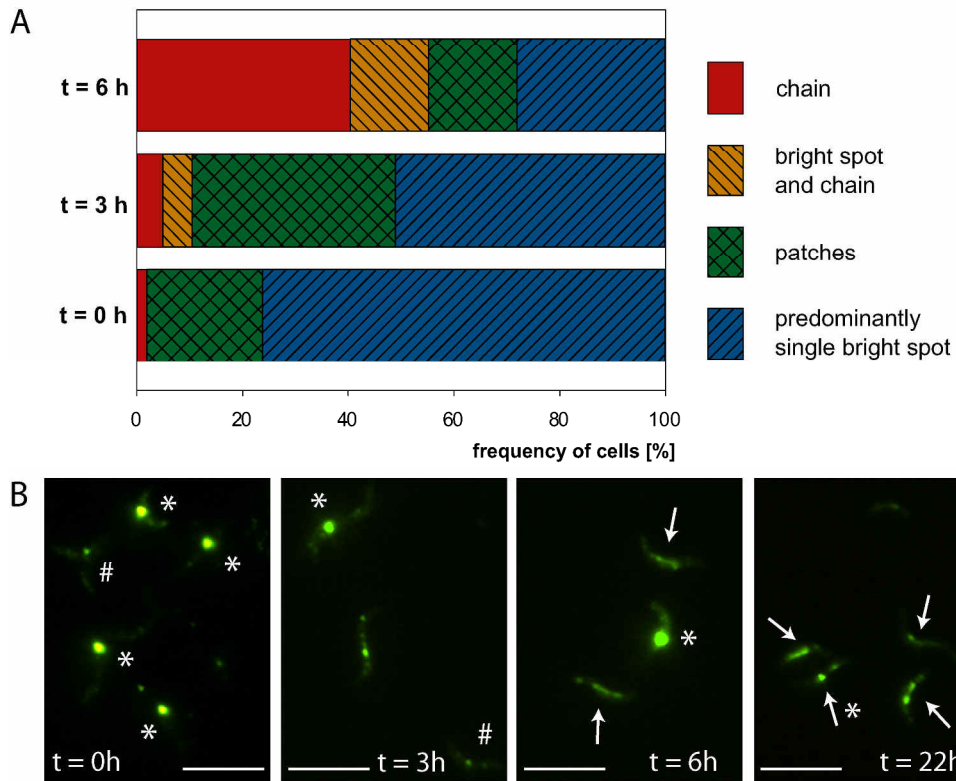 A
t = 6 h
t = 3 h
t = 0 h
0 20 40 60 80 100
frequency of cells [%]
chain
bright spot
and chain
patches
predominantly
single bright spot
B
*
*
#
*
*
t = 0h
*
#
t = 3h
*
t = 6h
*
t = 22h